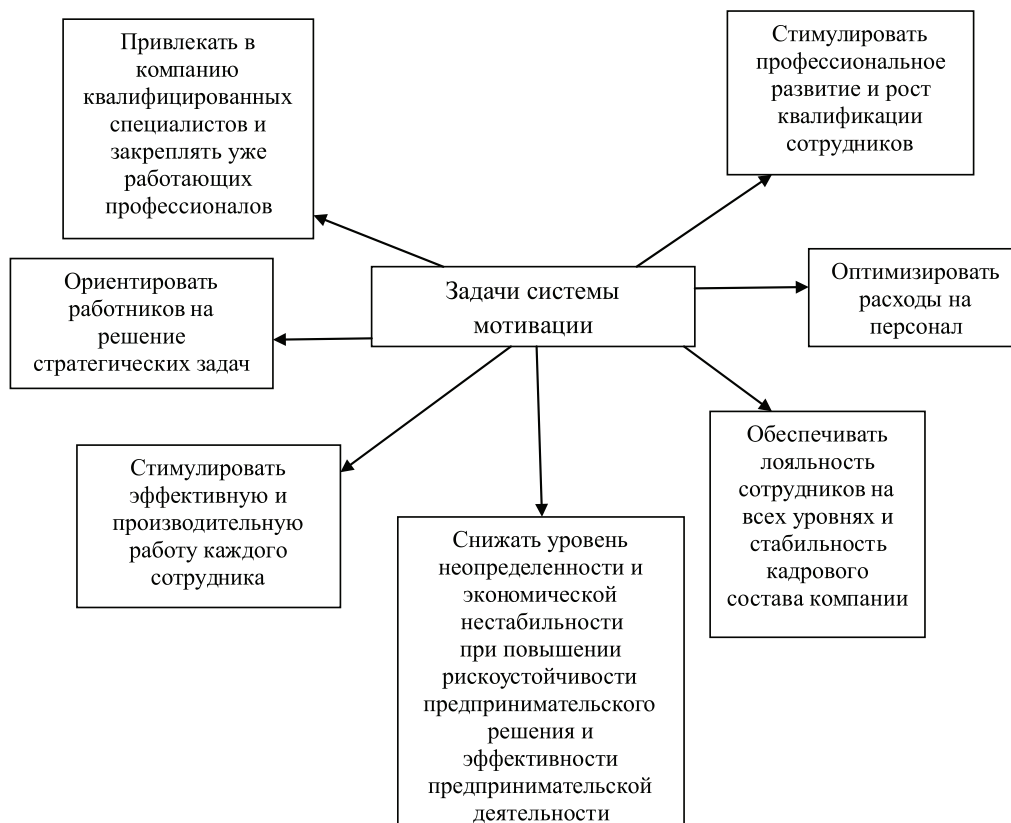 Привлекать в
компанию
квалифицированных
специалистов и
закреплять уже
работающих
профессионалов
Стимулировать
профессиональное
развитие и рост
квалификации
сотрудников
Ориентировать
работников на
решение
стратегических задач
Задачи системы
мотивации
Оптимизировать
расходы на
персонал
Стимулировать
эффективную и
производительную
работу каждого
сотрудника
Снижать уровень
неопределенности и
экономической
нестабильности
при повышении
рискоустойчивости
предпринимательского
решения и
эффективности
предпринимательской
деятельности
Обеспечивать
лояльность
сотрудников на
всех уровнях и
стабильность
кадрового
состава компании